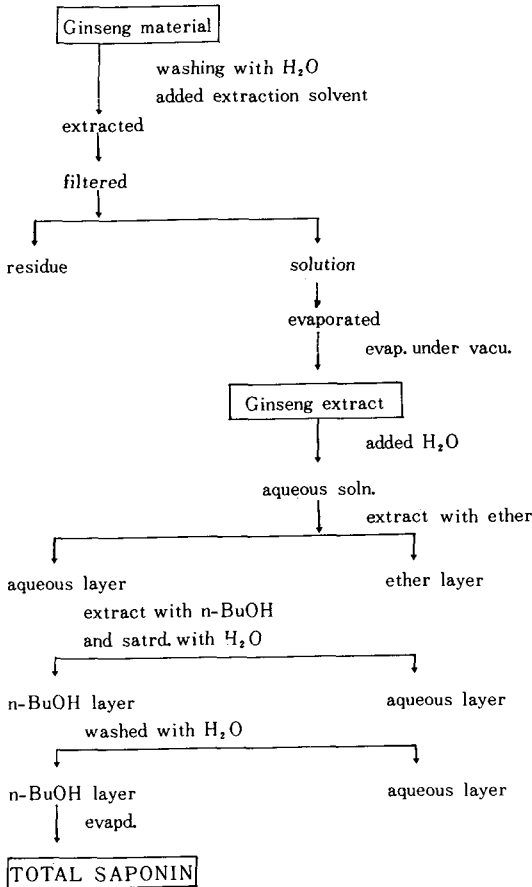 Ginseng material
washing with H₂O
added extraction solvent
extracted
filtered
residue
solution
evaporated
evap. under vacu.
Ginseng extract
added H₂O
aqueous soln.
extract with ether
aqueous layer
ether layer
extract with n-BuOH
and satrd. with H₂O
n-BuOH layer
aqueous layer
washed with H₂O
n-BuOH layer
aqueous layer
evapd.
TOTAL SAPONIN